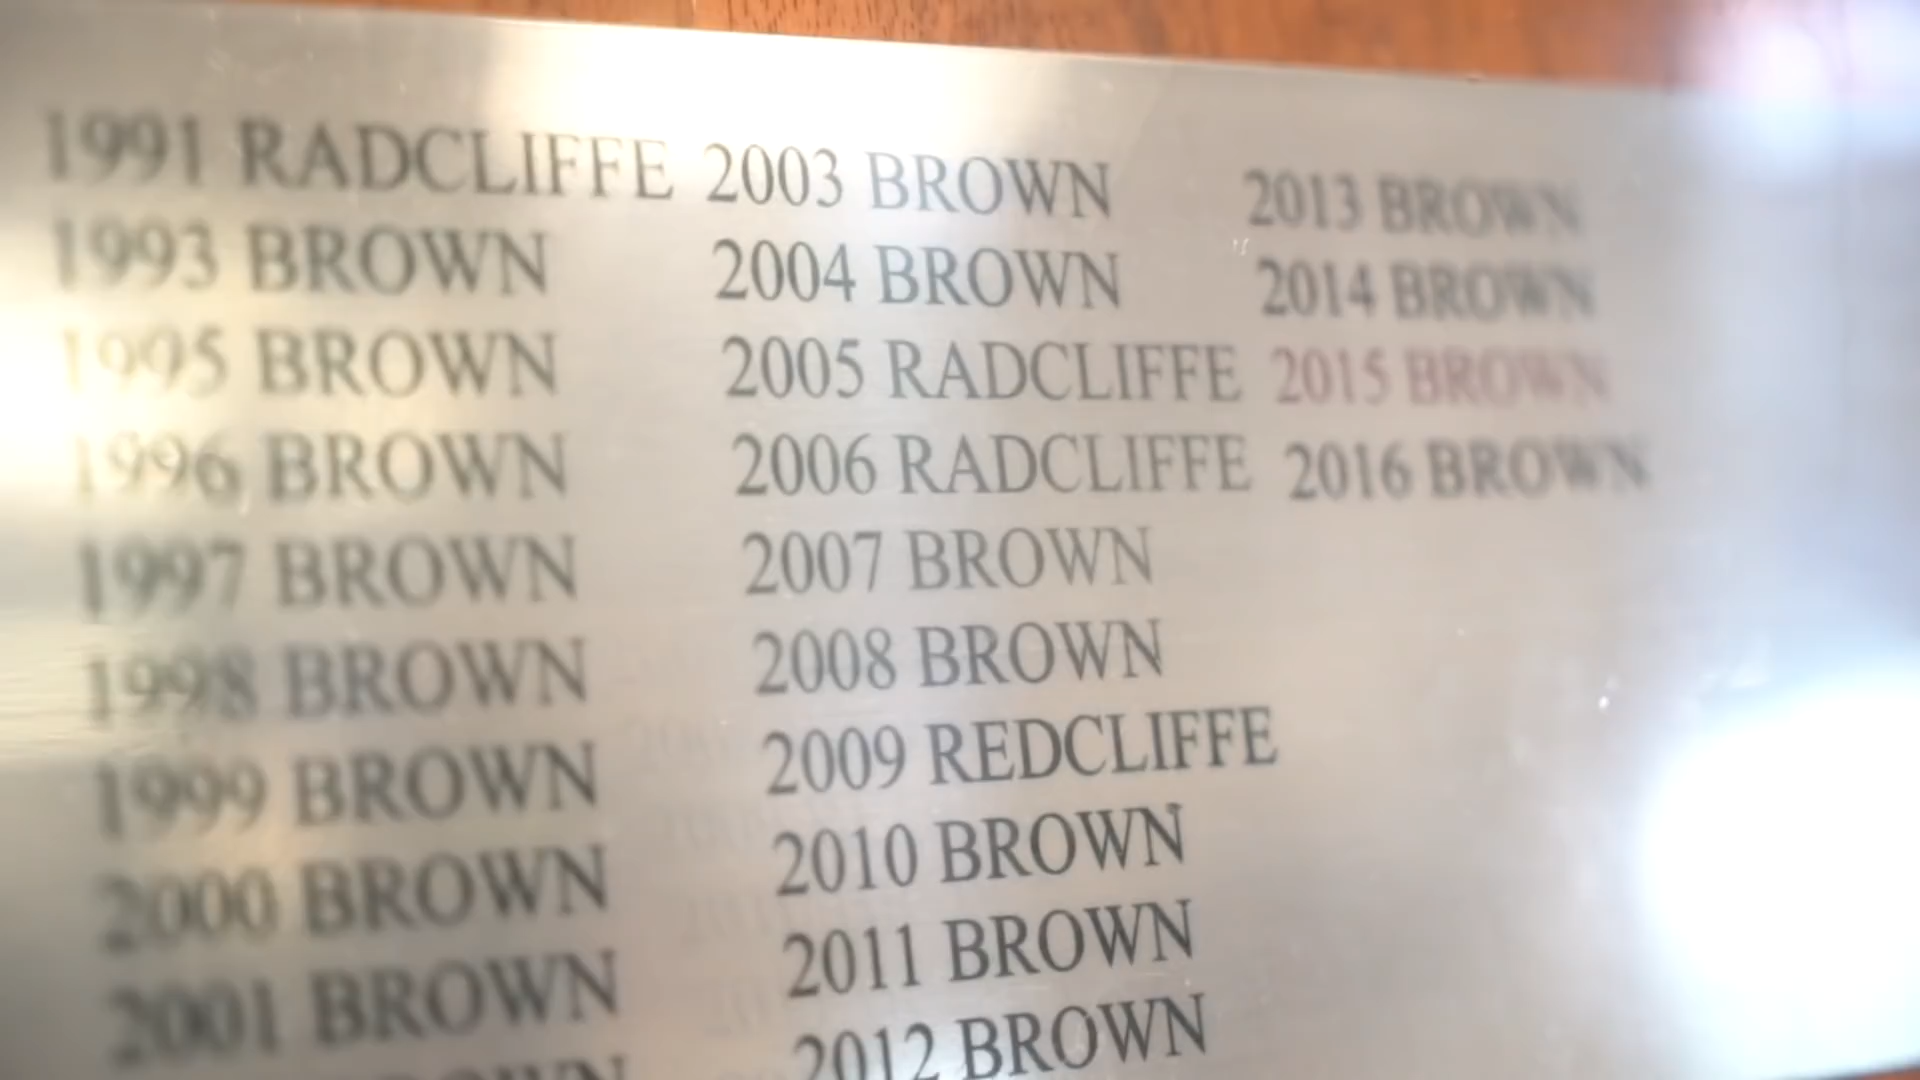 1991 RADCLIFFE
1993 BROWN
1995 BROWN
1996 BROWN
1997 BROWN
1998 BROWN
1999 BROWN
2000 BROWN
2001 BROWN
BROWN
2003 BROWN
2004 BROWN
2005 RADCLIFFE
2006 RADCLIFFE
2007 BROWN
2008 BROWN
2009 REDCLIFFE
2010 BROWN
2011 BROWN
2012 BROWN
2013 BROWN
2014 BROWN
2015 BROWN
2016 BROWN